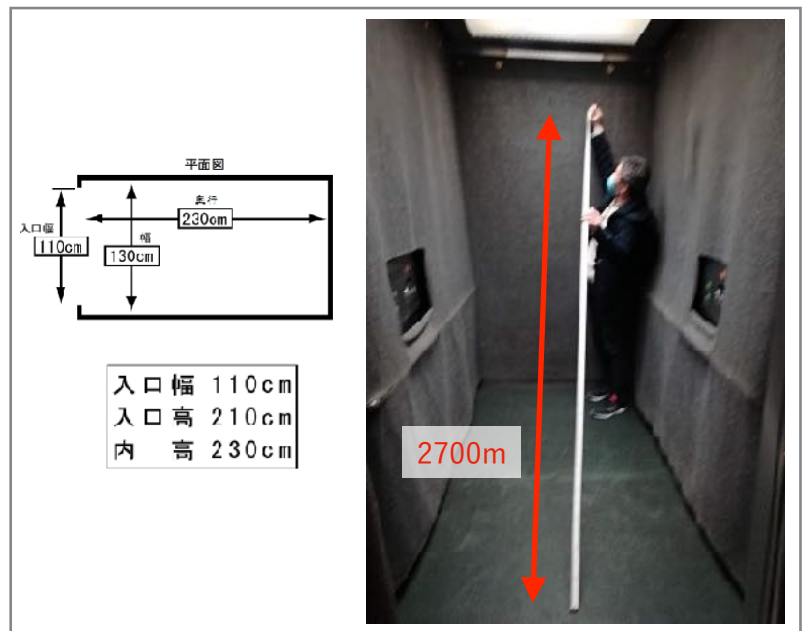 平面図
奥行
230cm
入口幅
110cm
幅
130cm
入口幅 110cm
入口高 210cm
内　高 230cm
2700m